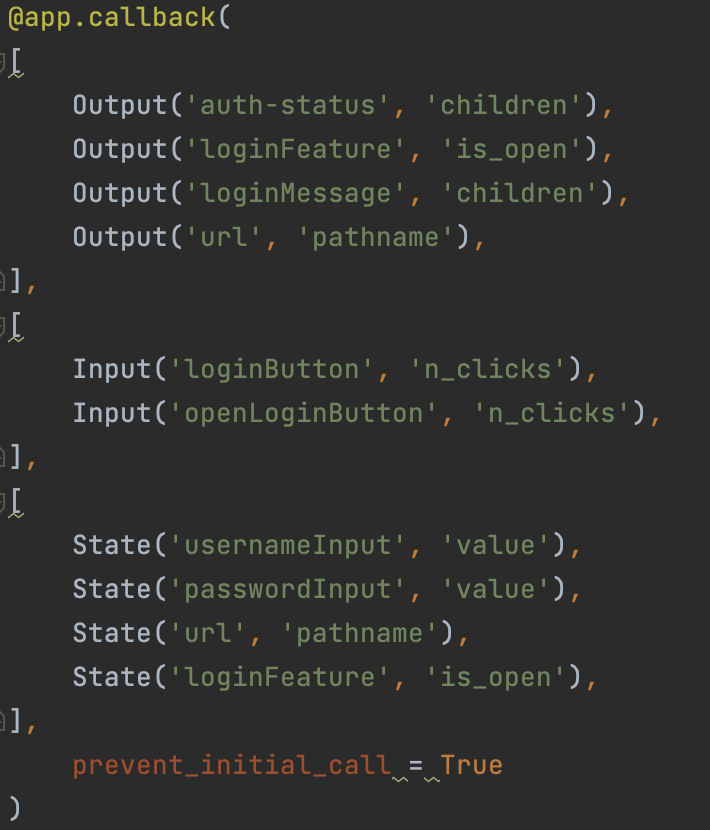 @app.callback(
[
    Output('auth-status', 'children'),
    Output('loginFeature', 'is_open'),
    Output('loginMessage', 'children'),
    Output('url', 'pathname'),
],
[
    Input('loginButton', 'n_clicks'),
    Input('openLoginButton', 'n_clicks'),
],
[
    State('usernameInput', 'value'),
    State('passwordInput', 'value'),
    State('url', 'pathname'),
    State('loginFeature', 'is_open'),
],
    prevent_initial_call = True
)